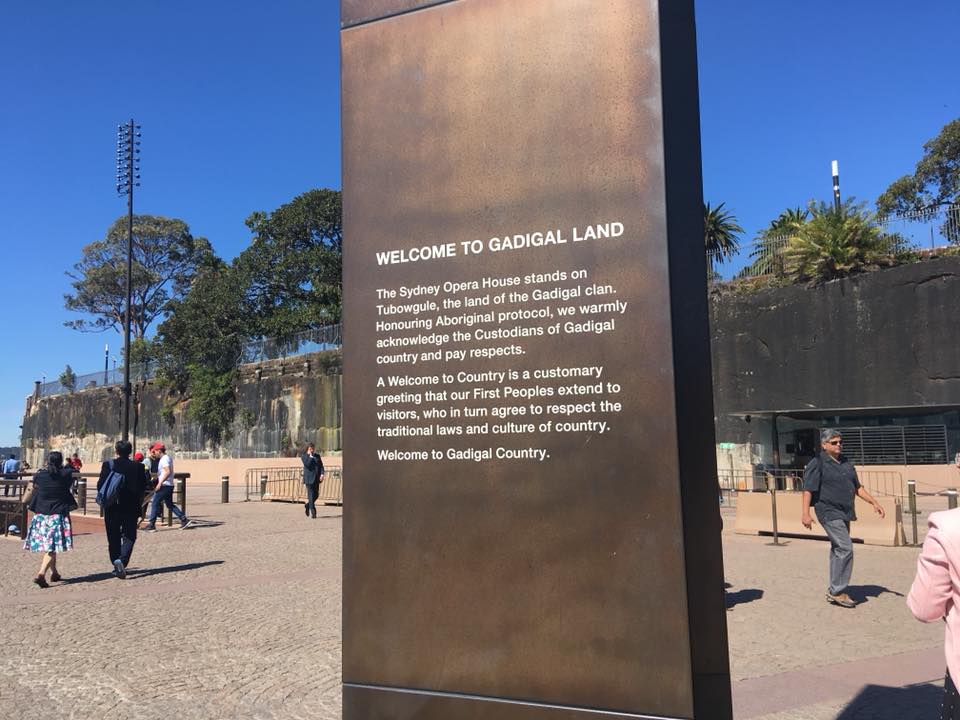 WELCOME TO GADIGAL LAND
The Sydney Opera House stands on
Tubowgule, the land of the Gadigal clan.
Honouring Aboriginal protocol, we warmly
acknowledge the Custodians of Gadigal
country and pay respects.
A Welcome to Country is a customary
greeting that our First Peoples extend to
visitors, who in turn agree to respect the
traditional laws and culture of country.
Welcome to Gadigal Country.